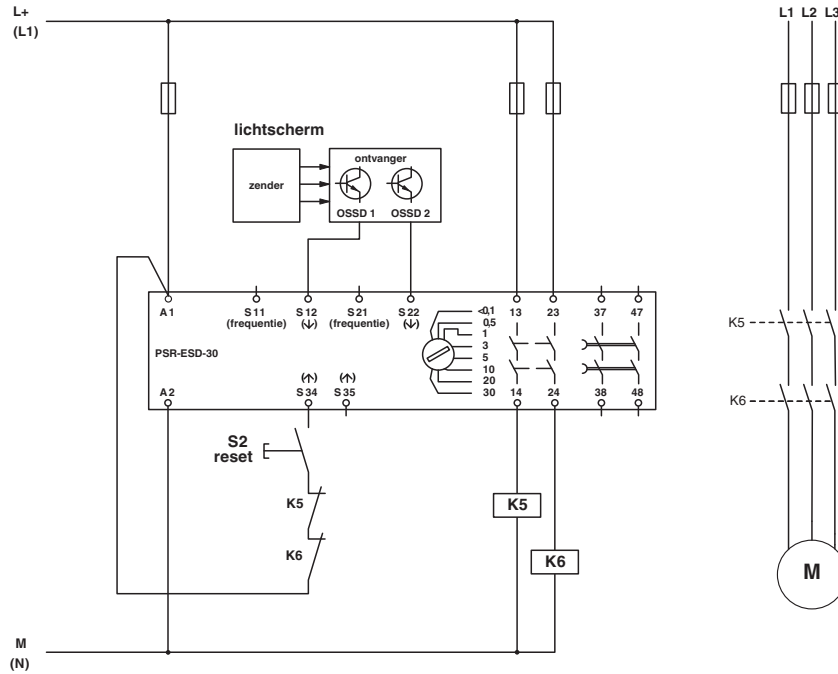 L+
(L1)
L1 L2 L3
lichtscherm
zender
ontvanger
OSSD 1 OSSD 2
A1 S11 S12 S21 S22 13 23 37 47
(frequentie) (↓) (frequentie) (↓)
<0,1
0,5
1
3
5
10
20
30
PSR-ESD-30
(↑) (↑)
A2 S34 S35 14 24 38 48
K5
K6
S2
reset
K5
K6
K5
K6
M
M
(N)